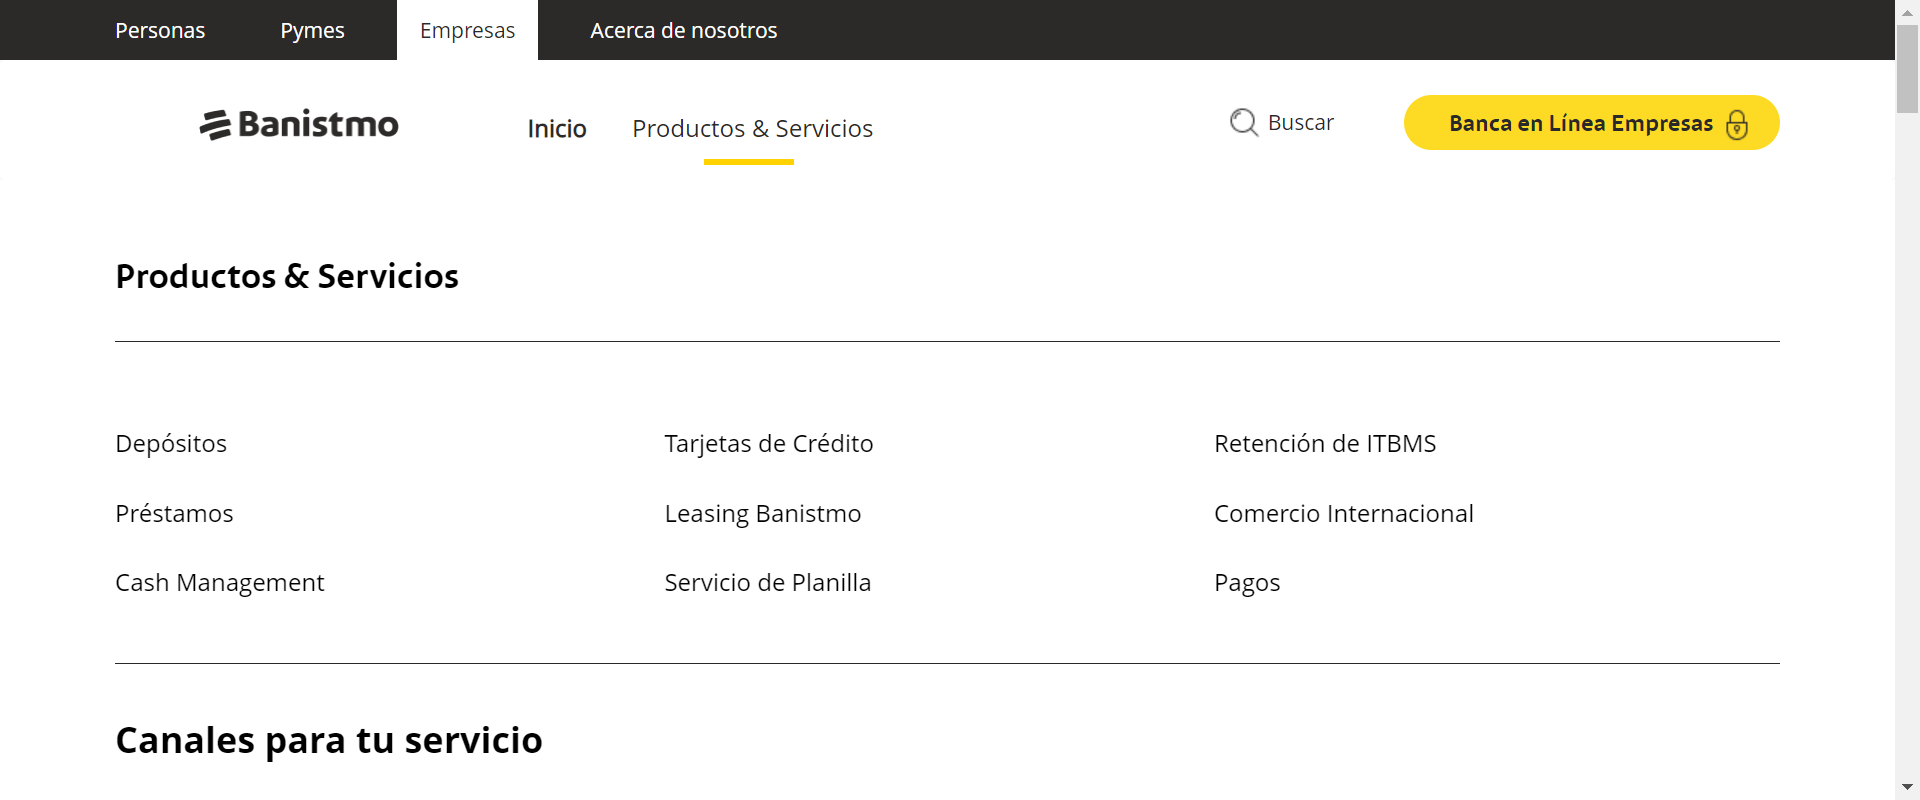 Personas Pymes Empresas Acerca de nosotros
Banistmo Inicio Productos & Servicios Buscar Banca en Línea Empresas
Productos & Servicios
Depósitos Tarjetas de Crédito Retención de ITBMS
Préstamos Leasing Banistmo Comercio Internacional
Cash Management Servicio de Planilla Pagos
Canales para tu servicio